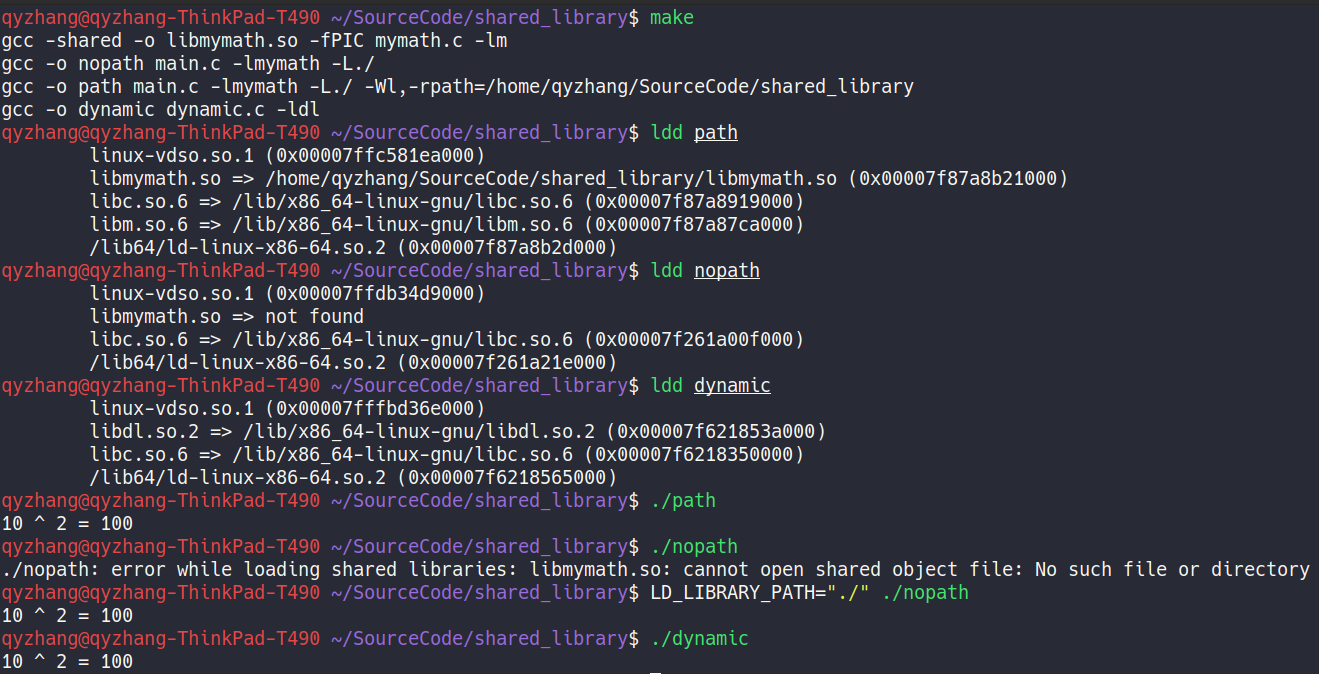 qyzhang@qyzhang-ThinkPad-T490 ~/SourceCode/shared_library$ make
gcc -shared -o libmymath.so -fPIC mymath.c -lm
gcc -o nopath main.c -lmymath -L./
gcc -o path main.c -lmymath -L./ -Wl,-rpath=/home/qyzhang/SourceCode/shared_library
gcc -o dynamic dynamic.c -ldl
qyzhang@qyzhang-ThinkPad-T490 ~/SourceCode/shared_library$ ldd path
        linux-vdso.so.1 (0x00007ffc581ea000)
        libmymath.so => /home/qyzhang/SourceCode/shared_library/libmymath.so (0x00007f87a8b21000)
        libc.so.6 => /lib/x86_64-linux-gnu/libc.so.6 (0x00007f87a8919000)
        libm.so.6 => /lib/x86_64-linux-gnu/libm.so.6 (0x00007f87a87ca000)
        /lib64/ld-linux-x86-64.so.2 (0x00007f87a8b2d000)
qyzhang@qyzhang-ThinkPad-T490 ~/SourceCode/shared_library$ ldd nopath
        linux-vdso.so.1 (0x00007ffdb34d9000)
        libmymath.so => not found
        libc.so.6 => /lib/x86_64-linux-gnu/libc.so.6 (0x00007f261a00f000)
        /lib64/ld-linux-x86-64.so.2 (0x00007f261a21e000)
qyzhang@qyzhang-ThinkPad-T490 ~/SourceCode/shared_library$ ldd dynamic
        linux-vdso.so.1 (0x00007fffbd36e000)
        libdl.so.2 => /lib/x86_64-linux-gnu/libdl.so.2 (0x00007f621853a000)
        libc.so.6 => /lib/x86_64-linux-gnu/libc.so.6 (0x00007f6218350000)
        /lib64/ld-linux-x86-64.so.2 (0x00007f6218565000)
qyzhang@qyzhang-ThinkPad-T490 ~/SourceCode/shared_library$ ./path
10 ^ 2 = 100
qyzhang@qyzhang-ThinkPad-T490 ~/SourceCode/shared_library$ ./nopath
./nopath: error while loading shared libraries: libmymath.so: cannot open shared object file: No such file or directory
qyzhang@qyzhang-ThinkPad-T490 ~/SourceCode/shared_library$ LD_LIBRARY_PATH="./" ./nopath
10 ^ 2 = 100
qyzhang@qyzhang-ThinkPad-T490 ~/SourceCode/shared_library$ ./dynamic
10 ^ 2 = 100